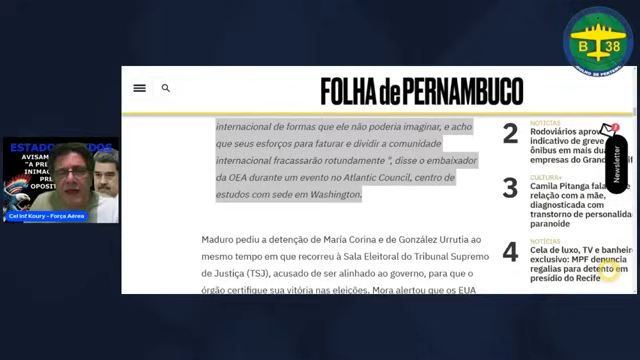 B 38
FOLHA de PERNAMBUCO
internacional de formas que ele não poderia imaginar, e acho
que seus esforços para faturar e dividir a comunidade
internacional fracassarão rotundamente ", disse o embaixador
da OEA durante um evento no Atlantic Council, centro de
estudos com sede em Washington.
Maduro pediu a detenção de María Corina e de González Urrutia ao
mesmo tempo em que recorreu à Sala Eleitoral do Tribunal Supremo
de Justiça (TSJ), acusado de ser alinhado ao governo, para que o
órgão certifique sua vitória nas eleições. Mora alertou que os EUA
2
NOTÍCIAS
Rodoviários aprov
indicativo de greve
ônibus em mais dua
empresas do Grand
3
CULTURA+
Camila Pitanga fala
relação com a mãe,
diagnosticada com
transtorno de personalida
paranoide
4
NOTÍCIAS
Cela de luxo, TV e banheir
exclusivo: MPF denuncia
regalias para detento em
presídio do Recife
Newsletter
ESTADO
AVISAM
"A PRE
INIMAG
PRE
OPOSIT
Cel Inf Koury - Força Aérea